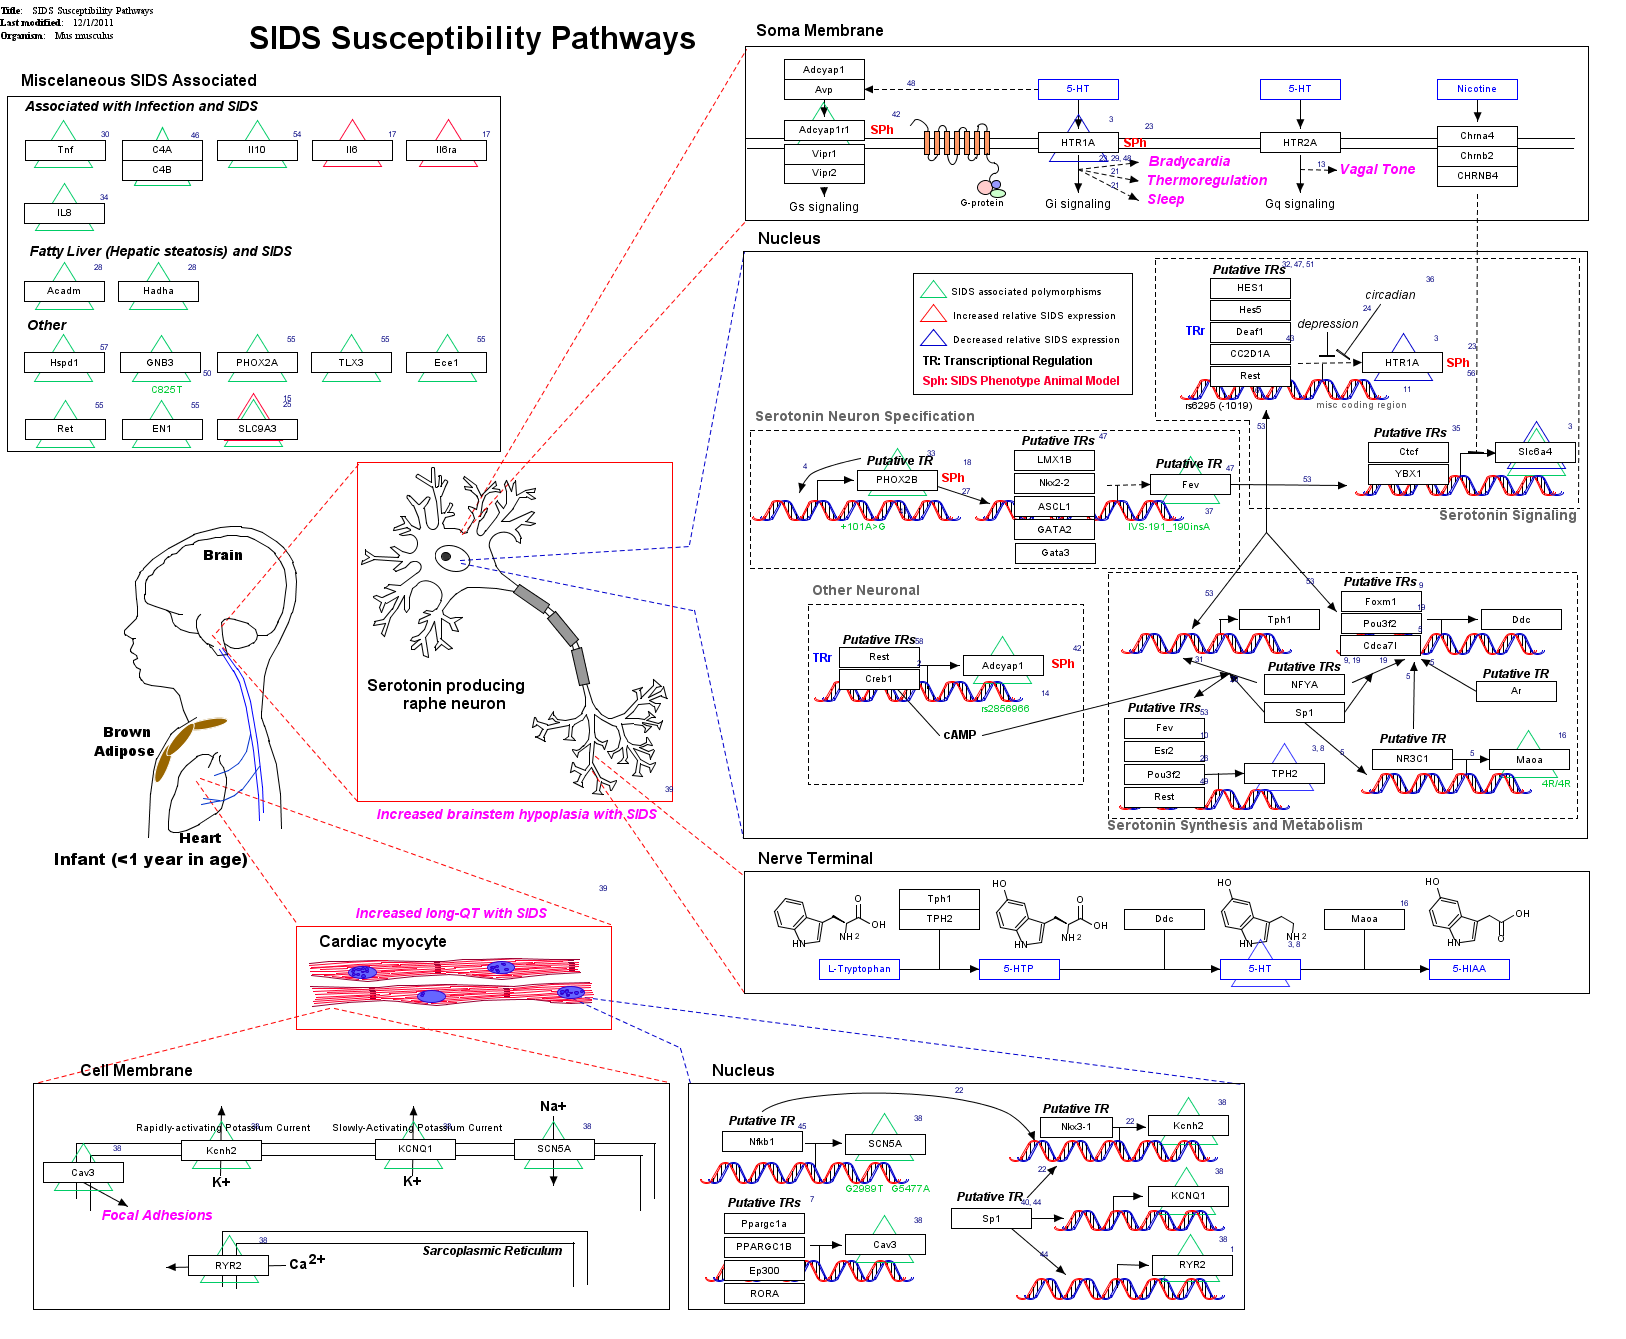 Title: SIDS Susceptibility Pathways
Last modified: 12/1/2011
Organism: Mus musculus
SIDS Susceptibility Pathways
Miscelaneous SIDS Associated
Associated with Infection and SIDS
Tnf 30
C4A 46
C4B
Il10 54
Il6 17
Il6ra 17
IL8 34
Fatty Liver (Hepatic steatosis) and SIDS
Acadm 28
Hadha 28
Other
Hspd1 57
GNB3 50
C825T
PHOX2A 55
TLX3 55
Ece1 55
Ret 55
EN1 55
SLC9A3 15
25
Soma Membrane
Adcyap1
Avp
48
42
Adcyap1r1
SPh
Vipr1
Vipr2
Gs signaling
G-protein
5-HT
3
23
HTR1A
SPh
29, 48
21
21
Bradycardia
Thermoregulation
Sleep
Gi signaling
5-HT
HTR2A
13
Vagal Tone
Gq signaling
Nicotine
Chrna4
Chrnb2
CHRNB4
Nucleus
SIDS associated polymorphisms
Increased relative SIDS expression
Decreased relative SIDS expression
TR: Transcriptional Regulation
Sph: SIDS Phenotype Animal Model
Putative TRs
32, 47, 51
HES1
Hes5
TRr
Deaf1
43
CC2D1A
Rest
rs6295 (-1019)
misc coding region
depression
circadian
24
36
3
HTR1A
SPh
23
56
11
Putative TRs
35
Ctcf
YBX1
Slc6a4
3
Serotonin Signaling
53
53
Serotonin Neuron Specification
4
Putative TR
33
PHOX2B
SPh
18
27
+101A>G
Putative TRs
47
LMX1B
Nkx2-2
ASCL1
GATA2
Gata3
Putative TR
47
Fev
37
IVS-191_190insA
Other Neuronal
Putative TRs
58
TRr
Rest
Creb1
2
Adcyap1
42
SPh
14
rs2856966
cAMP
53
53
Tph1
31
Putative TRs
9
Foxm1
19
Pou3f2
5
Cdca7l
Ddc
9, 19
19
5
5
Putative TRs
NFYA
Sp1
Putative TR
Ar
Putative TRs
53
Fev
10
Esr2
26
Pou3f2
49
Rest
TPH2
3, 8
5
Putative TR
NR3C1
5
Maoa
16
4R/4R
Serotonin Synthesis and Metabolism
Brain
Brown
Adipose
Heart
Infant (<1 year in age)
Serotonin producing
raphe neuron
39
Increased brainstem hypoplasia with SIDS
39
Increased long-QT with SIDS
Cardiac myocyte
Nerve Terminal
O
OH
NH2
HN
Tph1
TPH2
HO
O
OH
NH2
HN
Ddc
HO
NH2
HN
Maoa
16
HO
OH
O
HN
L-Tryptophan
5-HTP
5-HT
3, 8
5-HIAA
Cell Membrane
Rapidly-activating Potassium Current
Slowly-Activating Potassium Current
Na+
38
Cav3
38
Kcnh2
KCNQ1
SCN5A
K+
K+
Focal Adhesions
38
RYR2
Ca2+
Sarcoplasmic Reticulum
Nucleus
22
Putative TR
45
Nfkb1
SCN5A
38
G2989T G5477A
Putative TRs
7
Ppargc1a
PPARGC1B
Ep300
RORA
Cav3
38
Putative TR
22
Nkx3-1
Kcnh2
38
22
Putative TR
40, 44
Sp1
KCNQ1
38
44
RYR2
38
1